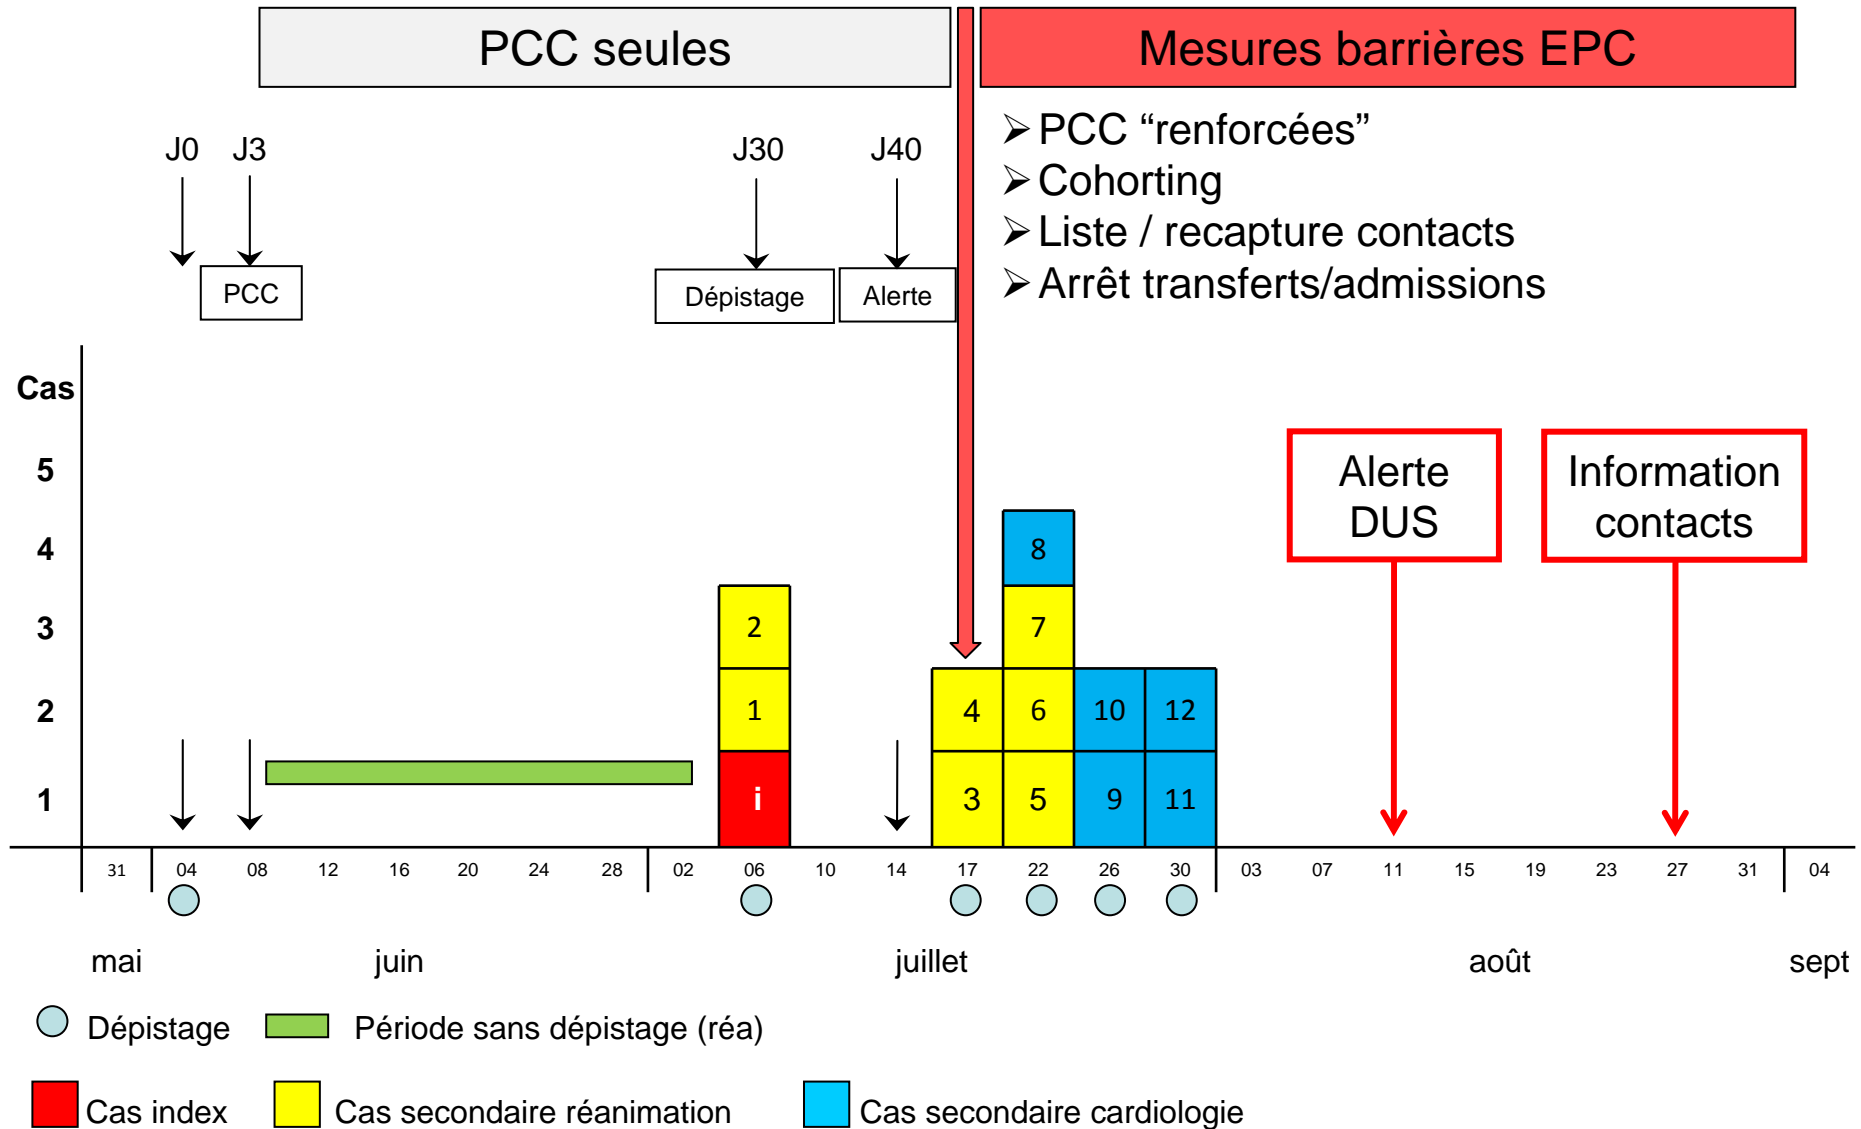 PCC seules
Mesures barrières EPC
➢ PCC “renforcées”
➢ Cohorting
➢ Liste / recapture contacts
➢ Arrêt transferts/admissions
J0 J3 J30 J40
PCC
Dépistage
Alerte
Cas
5
4
3
2
1
Alerte
DUS
Information
contacts
8
2 7
1 4 6 10 12
i 3 5 9 11
31 04 08 12 16 20 24 28 02 06 10 14 17 22 26 30 03 07 11 15 19 23 27 31 04
mai juin juillet août sept
Dépistage Période sans dépistage (réa)
Cas index Cas secondaire réanimation Cas secondaire cardiologie